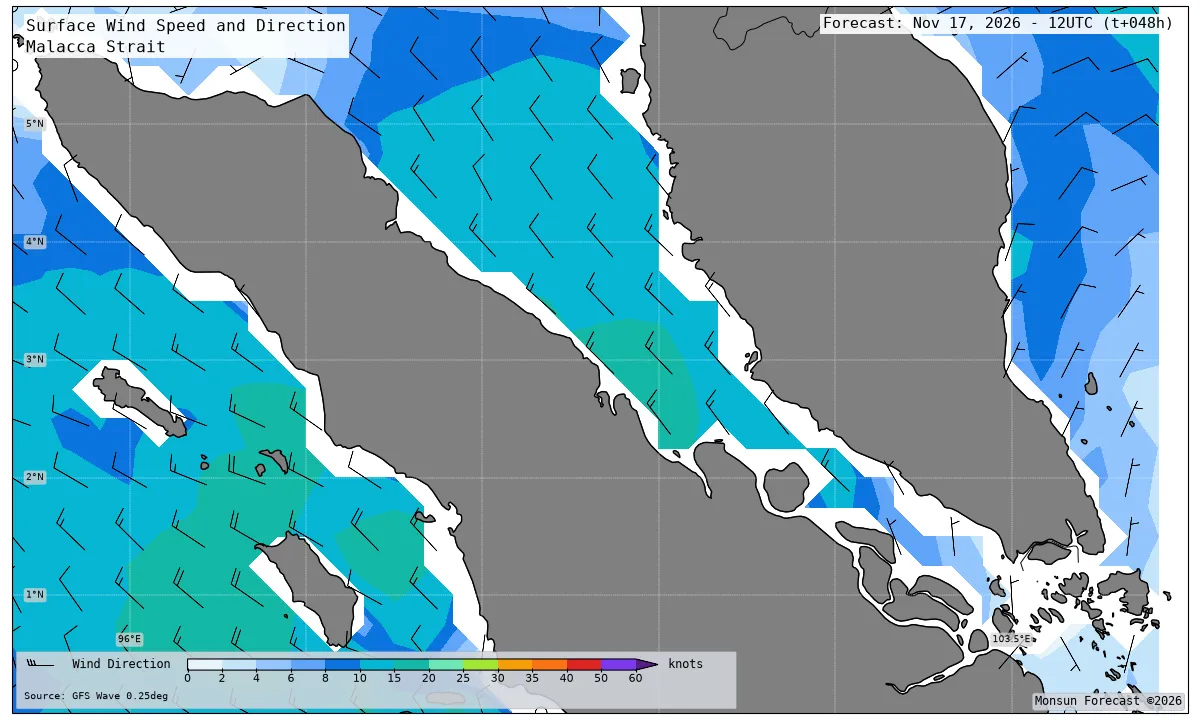 Surface Wind Speed and Direction
Malacca Strait
Forecast: Nov 17, 2026 - 12UTC (t+048h)
5°N
4°N
3°N
2°N
1°N
96°E
103.5°E
Wind Direction
knots
0 2 4 6 8 10 15 20 25 30 35 40 50 60
Source: GFS Wave 0.25deg
Monsun Forecast ©2026